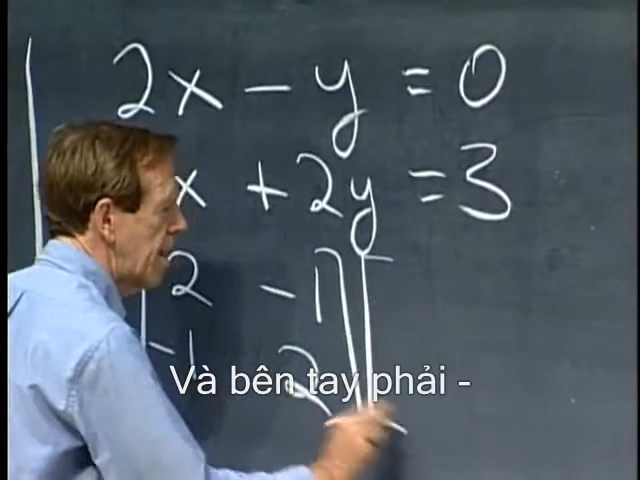 2x - y = 0
x + 2y = 3
2 -1
-1 2
Và bên tay phải -